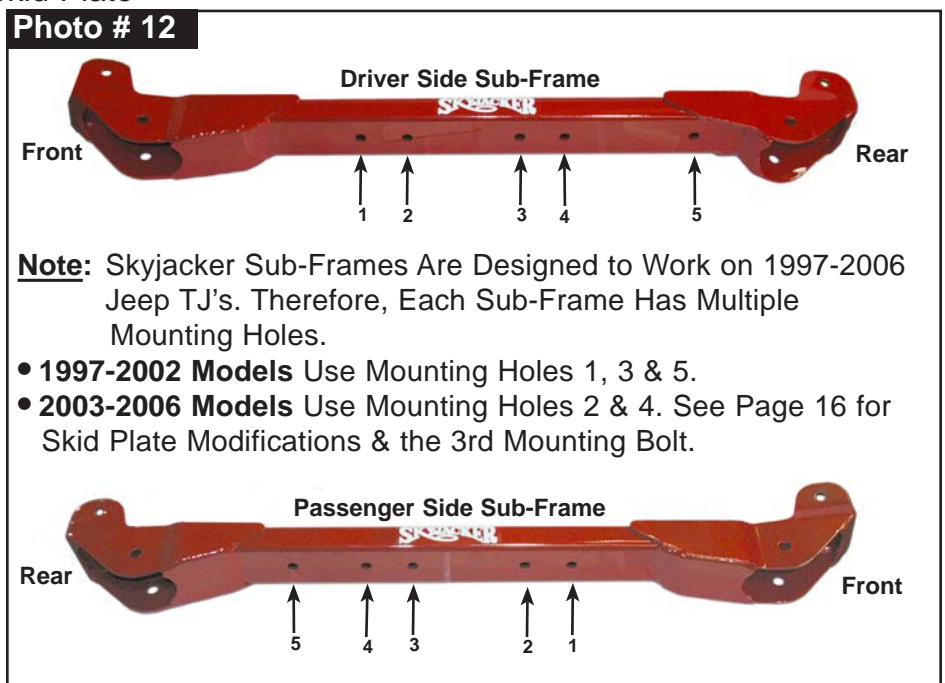 Skid Plate
Photo # 12
Driver Side Sub-Frame
SKYJACKER
Front
Rear
1 2 3 4 5
Note: Skyjacker Sub-Frames Are Designed to Work on 1997-2006
Jeep TJ's. Therefore, Each Sub-Frame Has Multiple
Mounting Holes.
• 1997-2002 Models Use Mounting Holes 1, 3 & 5.
• 2003-2006 Models Use Mounting Holes 2 & 4. See Page 16 for
Skid Plate Modifications & the 3rd Mounting Bolt.
Passenger Side Sub-Frame
SKYJACKER
Rear
Front
5 4 3 2 1